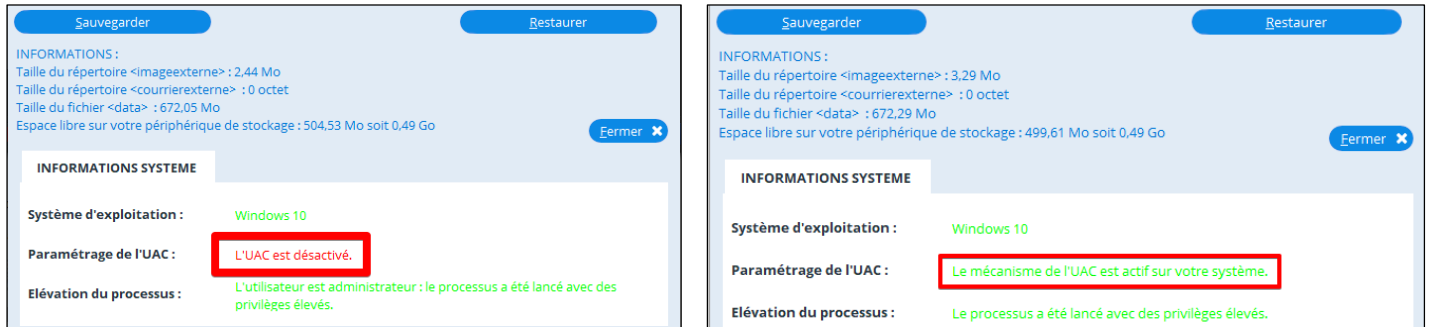 Sauvegarder
Restaurer
INFORMATIONS :
Taille du répertoire <imageexterne> : 2,44 Mo
Taille du répertoire <courrierexterne> : 0 octet
Taille du fichier <data> : 672,05 Mo
Espace libre sur votre périphérique de stockage : 504,53 Mo soit 0,49 Go
Fermer
INFORMATIONS SYSTEME
Système d'exploitation : Windows 10
Paramétrage de l'UAC : L'UAC est désactivé.
Elévation du processus : L'utilisateur est administrateur : le processus a été lancé avec des
privilèges élevés.
Sauvegarder
Restaurer
INFORMATIONS :
Taille du répertoire <imageexterne> : 3,29 Mo
Taille du répertoire <courrierexterne> : 0 octet
Taille du fichier <data> : 672,29 Mo
Espace libre sur votre périphérique de stockage : 499,61 Mo soit 0,49 Go
Fermer
INFORMATIONS SYSTEME
Système d'exploitation : Windows 10
Paramétrage de l'UAC : Le mécanisme de l'UAC est actif sur votre système.
Elévation du processus : Le processus a été lancé avec des privilèges élevés.